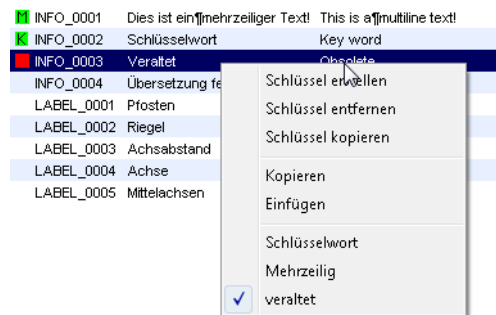 M INFO_0001 Dies ist ein¶mehrzeiliger Text! This is a¶multiline text!
K INFO_0002 Schlüsselwort Key word
INFO_0003 Veraltet Obsolete
INFO_0004 Übersetzung fe
LABEL_0001 Pfosten
LABEL_0002 Riegel
LABEL_0003 Achsabstand
LABEL_0004 Achse
LABEL_0005 Mittelachsen
Schlüssel erstellen
Schlüssel entfernen
Schlüssel kopieren
Kopieren
Einfügen
Schlüsselwort
Mehrzeilig
veraltet